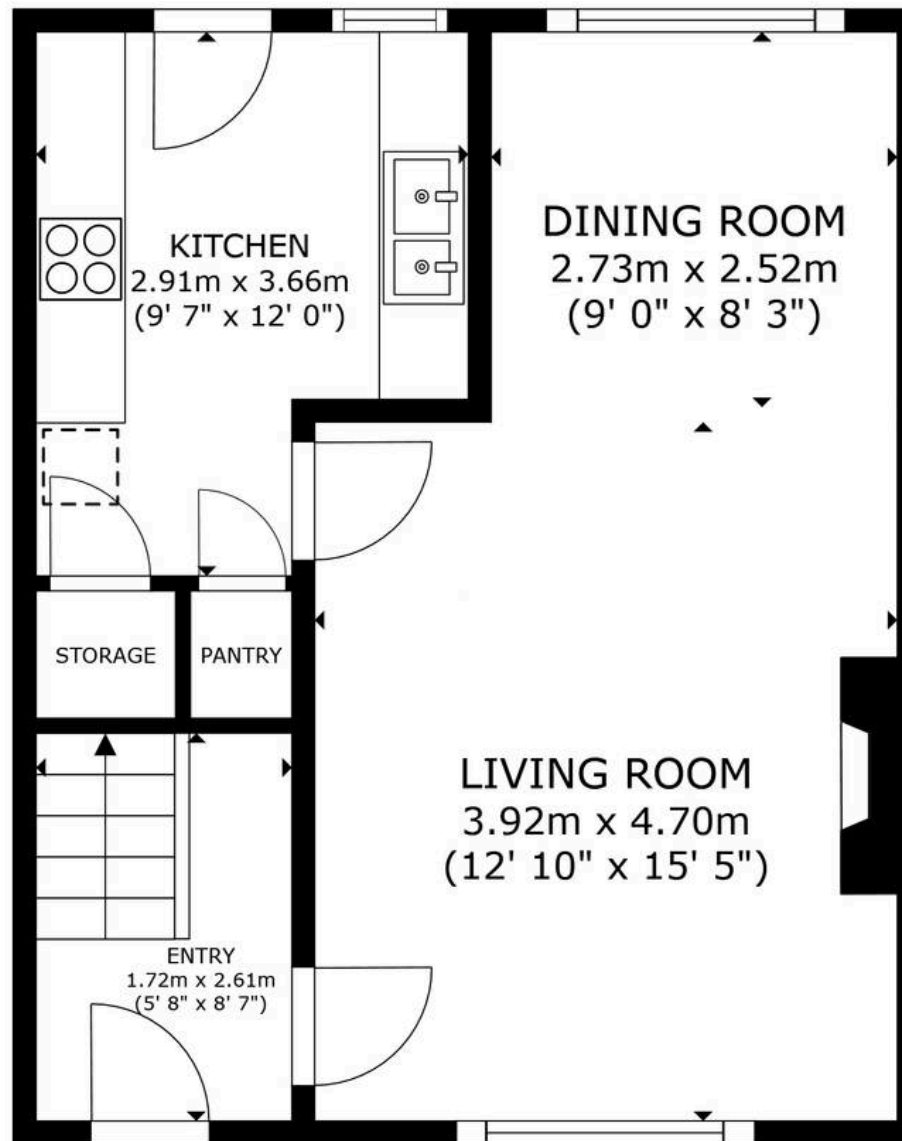 KITCHEN
2.91m x 3.66m
(9' 7" x 12' 0")
DINING ROOM
2.73m x 2.52m
(9' 0" x 8' 3")
STORAGE
PANTRY
LIVING ROOM
3.92m x 4.70m
(12' 10" x 15' 5")
ENTRY
1.72m x 2.61m
(5' 8" x 8' 7")